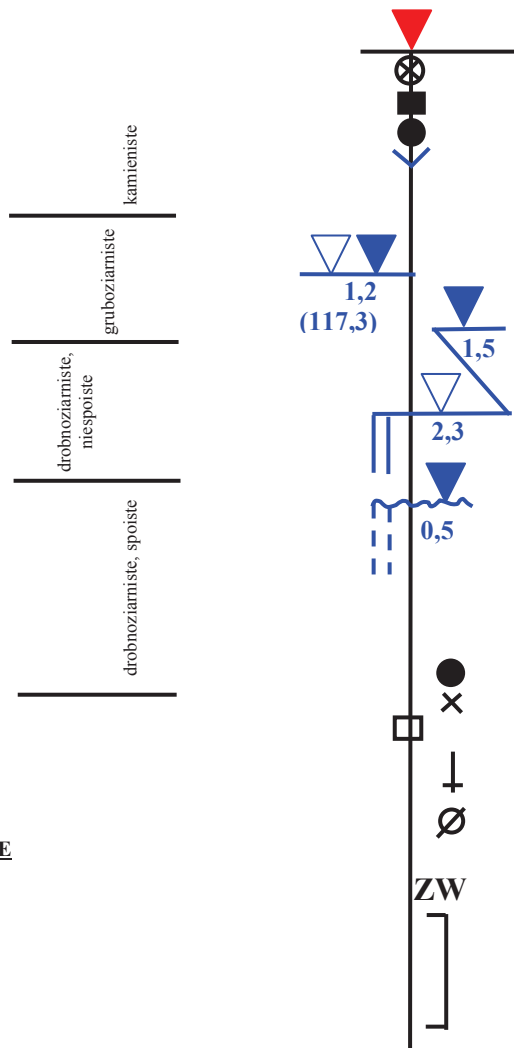 kamieniste
gruboziarniste
drobnoziarniste,
niespoiste
drobnoziarniste, spoiste
1,2
(117,3)
1,5
2,3
0,5
E
ZW